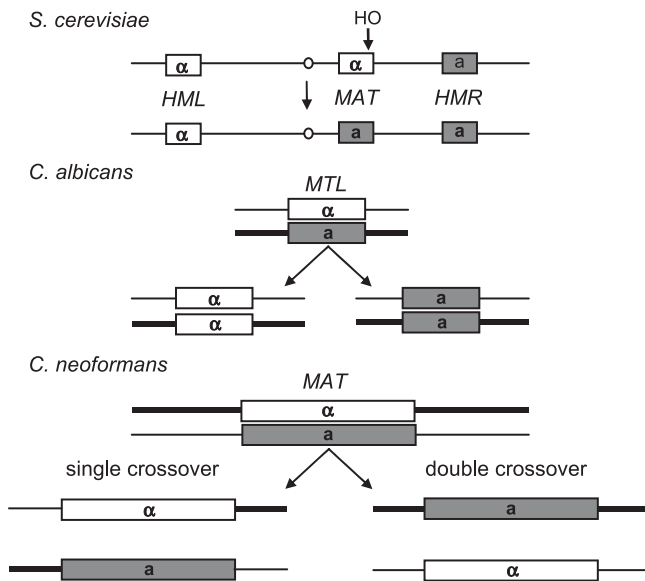 S. cerevisiae
HO
α α a
HML MAT HMR
α a a
C. albicans
MTL
α
a
α a
α a
C. neoformans
MAT
α
a
single crossover double crossover
α a
a α